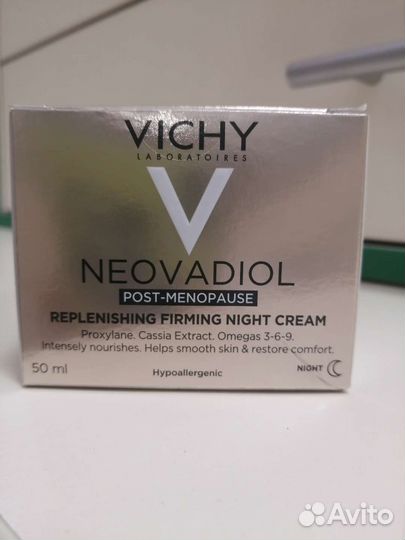 VICHY
LABORATOIRES
V
NEOVADIOL
POST-MENOPAUSE
REPLENISHING FIRMING NIGHT CREAM
Proxylane. Cassia Extract. Omegas 3-6-9.
Intensely nourishes. Helps smooth skin & restore comfort.
50 ml
Hypoallergenic
NIGHT
Avito